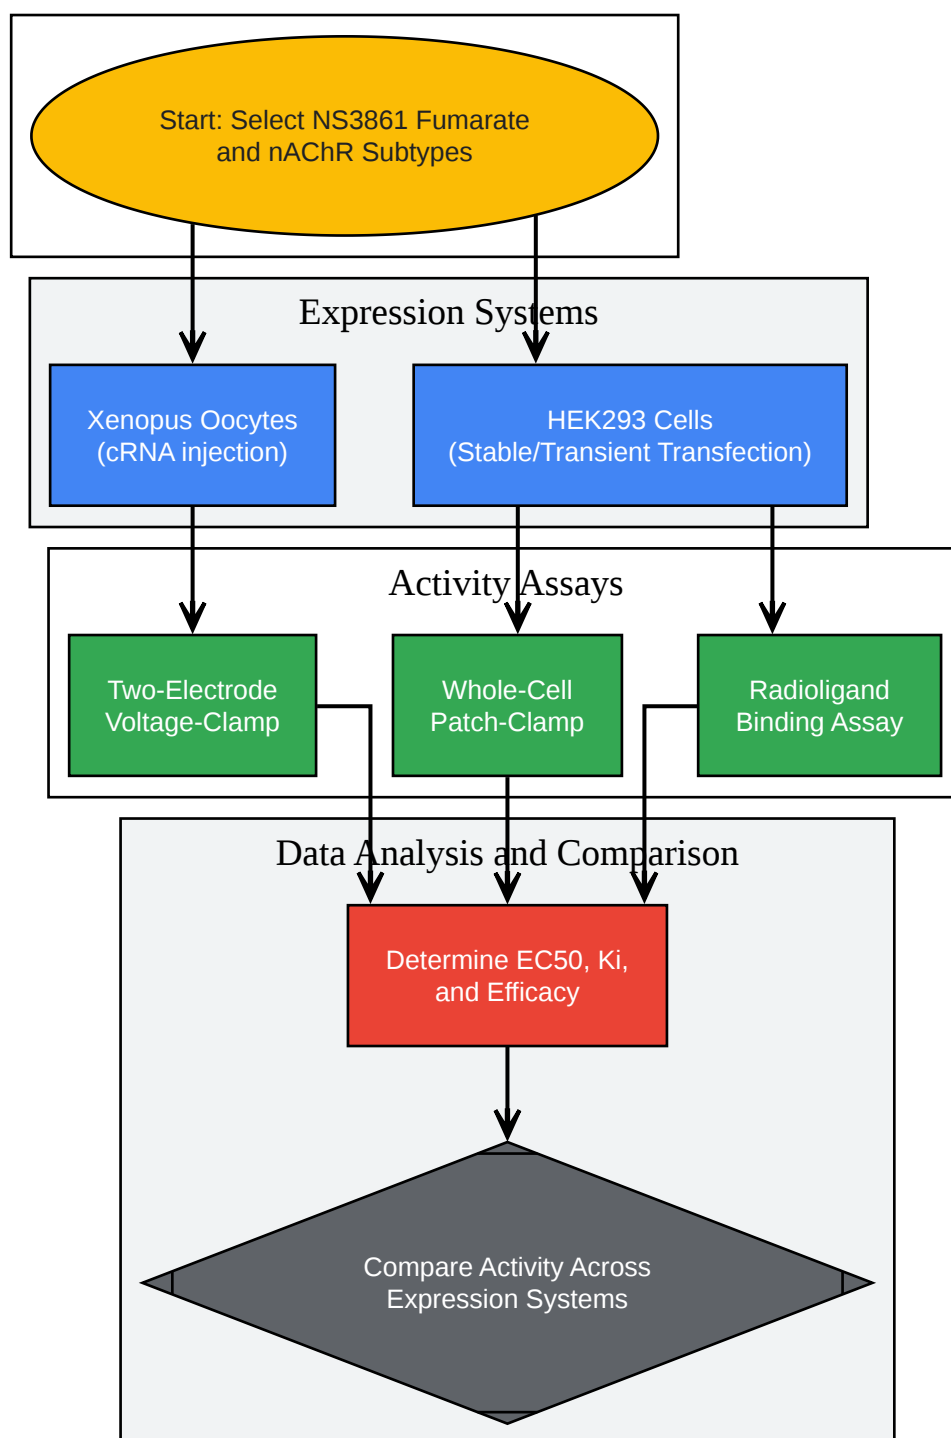 Start: Select NS3861 Fumarate
and nAChR Subtypes
Expression Systems
Xenopus Oocytes
(cRNA injection)
HEK293 Cells
(Stable/Transient Transfection)
Activity Assays
Two-Electrode
Voltage-Clamp
Whole-Cell
Patch-Clamp
Radioligand
Binding Assay
Data Analysis and Comparison
Determine EC50, Ki,
and Efficacy
Compare Activity Across
Expression Systems